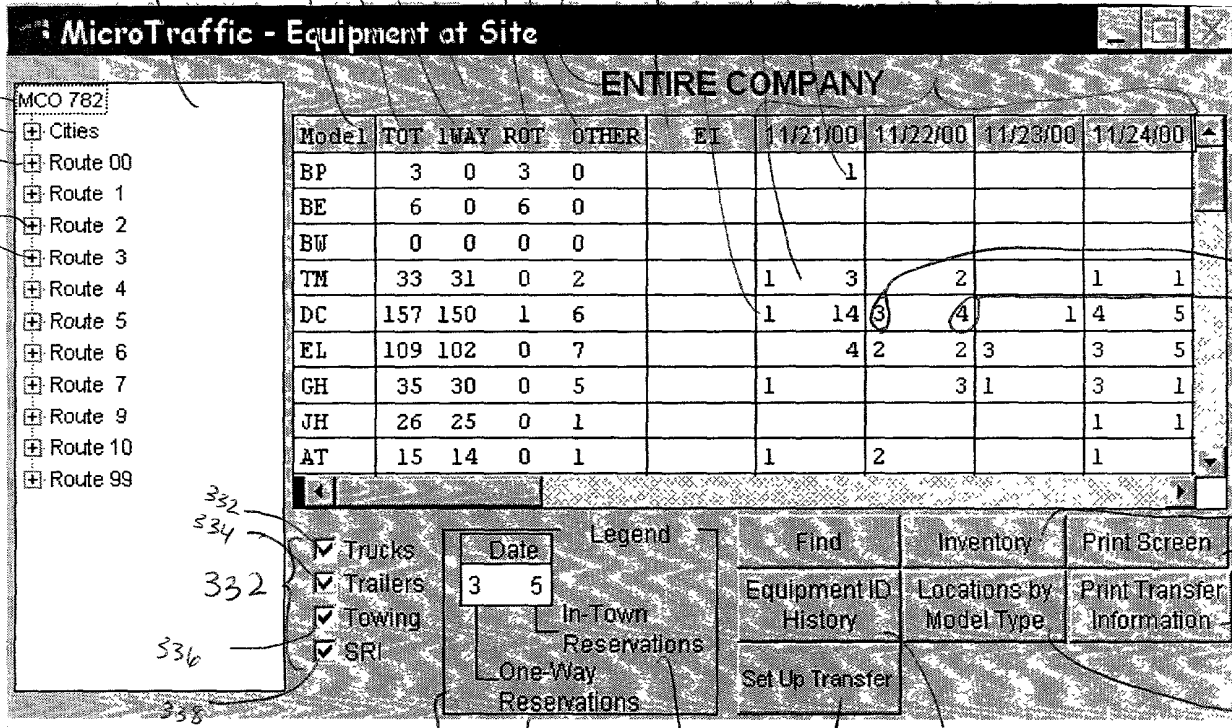 MicroTraffic - Equipment at Site
ENTIRE COMPANY
MCO 782
Cities
Route 00
Route 1
Route 2
Route 3
Route 4
Route 5
Route 6
Route 7
Route 9
Route 10
Route 99
Model TOT 1WAY ROT OTHER EI 11/21/00 11/22/00 11/23/00 11/24/00
BP 3 0 3 0 1
BE 6 0 6 0
BW 0 0 0 0
TM 33 31 0 2 1 3 2 1 1
DC 157 150 1 6 1 14 3 4 1 4 5
EL 109 102 0 7 4 2 2 3 3 5
GH 35 30 0 5 1 3 1 3 1
JH 26 25 0 1 1 1
AT 15 14 0 1 1 2 1
332
334
332
336
338
Trucks
Trailers
Towing
SRI
Legend
Date
3 5
In-Town
Reservations
One-Way
Reservations
Find Inventory Print Screen
Equipment ID History
Locations by Model Type
Print Transfer Information
Set Up Transfer